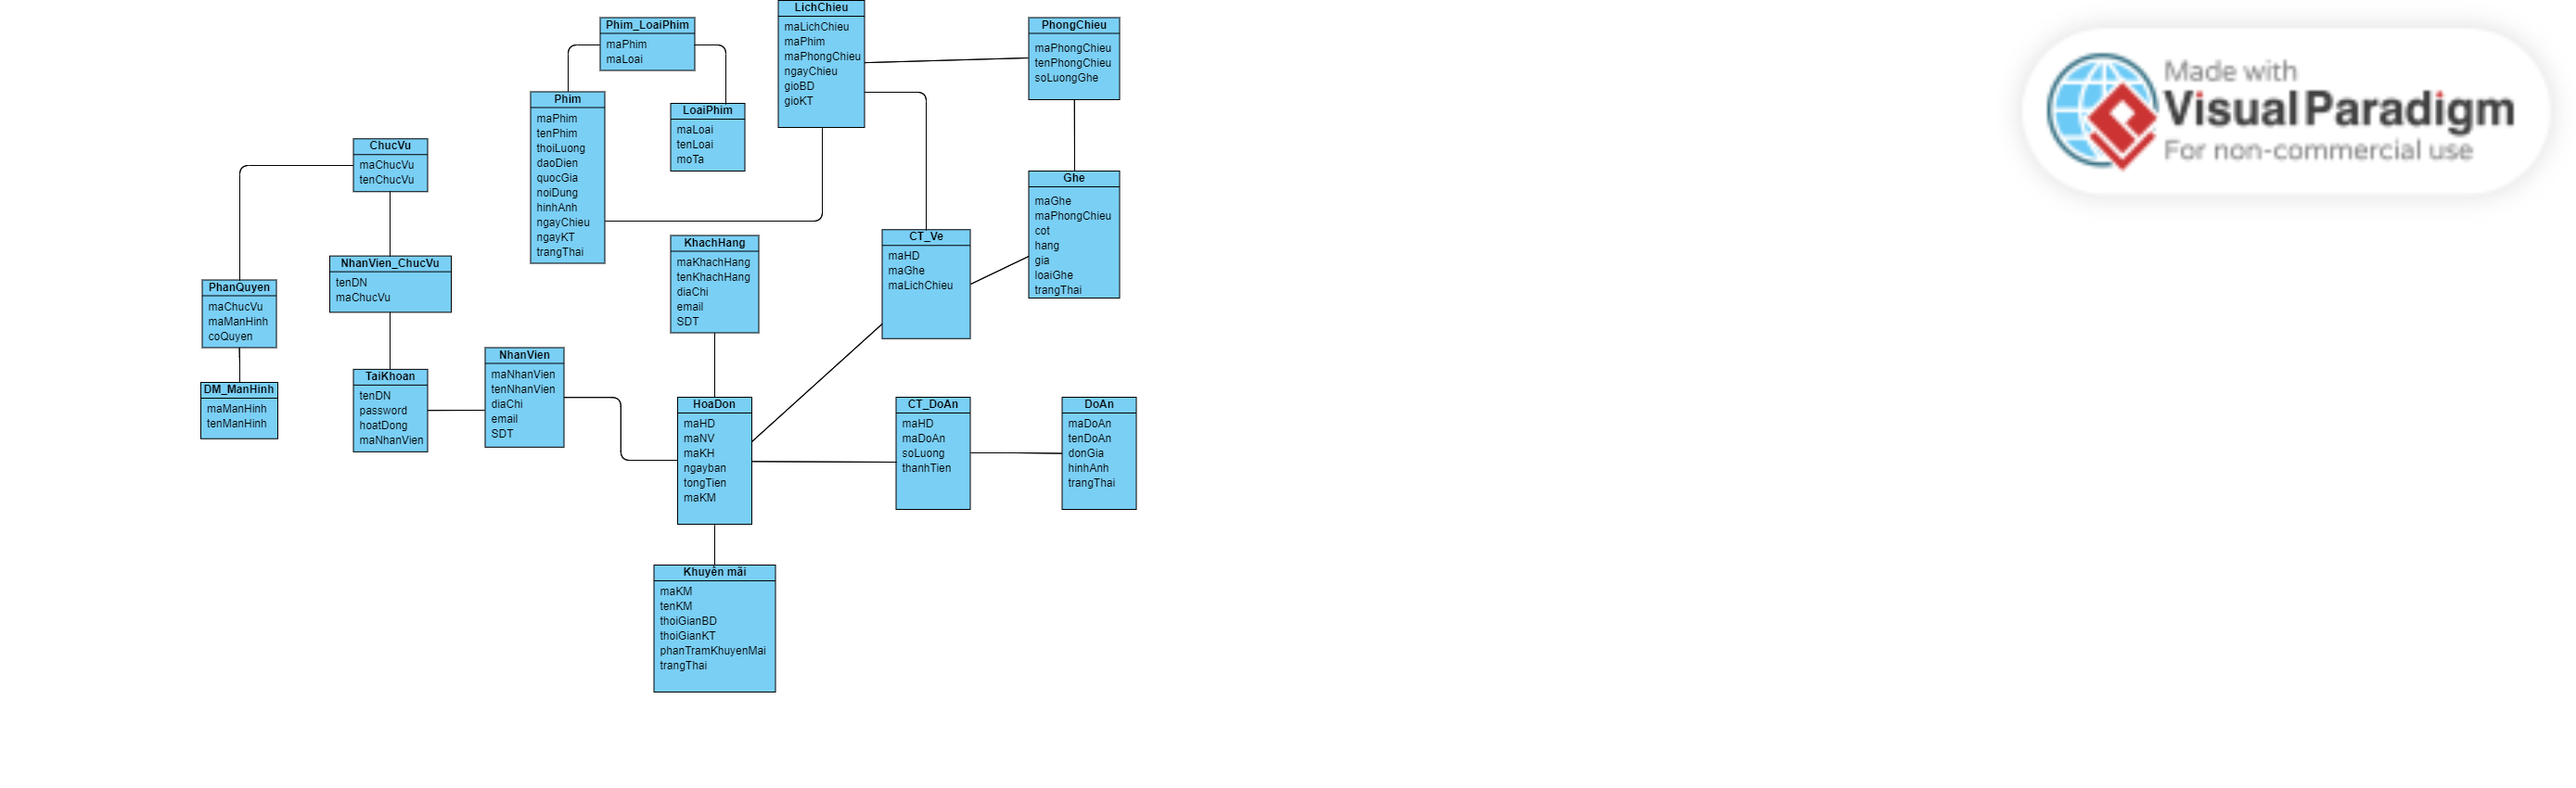 LichChieu
maLichChieu
maPhim
maPhongChieu
ngayChieu
gioBD
gioKT
Phim_LoaiPhim
maPhim
maLoai
PhongChieu
maPhongChieu
tenPhongChieu
soLuongGhe
Made with
Visual Paradigm
For non-commercial use
Phim
maPhim
tenPhim
thoiLuong
daoDien
quocGia
noiDung
hinhAnh
ngayChieu
ngayKT
trangThai
LoaiPhim
maLoai
tenLoai
moTa
ChucVu
maChucVu
tenChucVu
Ghe
maGhe
maPhongChieu
cot
hang
gia
loaiGhe
trangThai
KhachHang
maKhachHang
tenKhachHang
diaChi
email
SDT
CT_Ve
maHD
maGhe
maLichChieu
NhanVien_ChucVu
tenDN
maChucVu
PhanQuyen
maChucVu
maManHinh
coQuyen
NhanVien
maNhanVien
tenNhanVien
diaChi
email
SDT
TaiKhoan
tenDN
password
hoatDong
maNhanVien
DM_ManHinh
maManHinh
tenManHinh
HoaDon
maHD
maNV
maKH
ngayban
tongTien
maKM
CT_DoAn
maHD
maDoAn
soLuong
thanhTien
DoAn
maDoAn
tenDoAn
donGia
hinhAnh
trangThai
Khuyến mãi
maKM
tenKM
thoiGianBD
thoiGianKT
phanTramKhuyenMai
trangThai